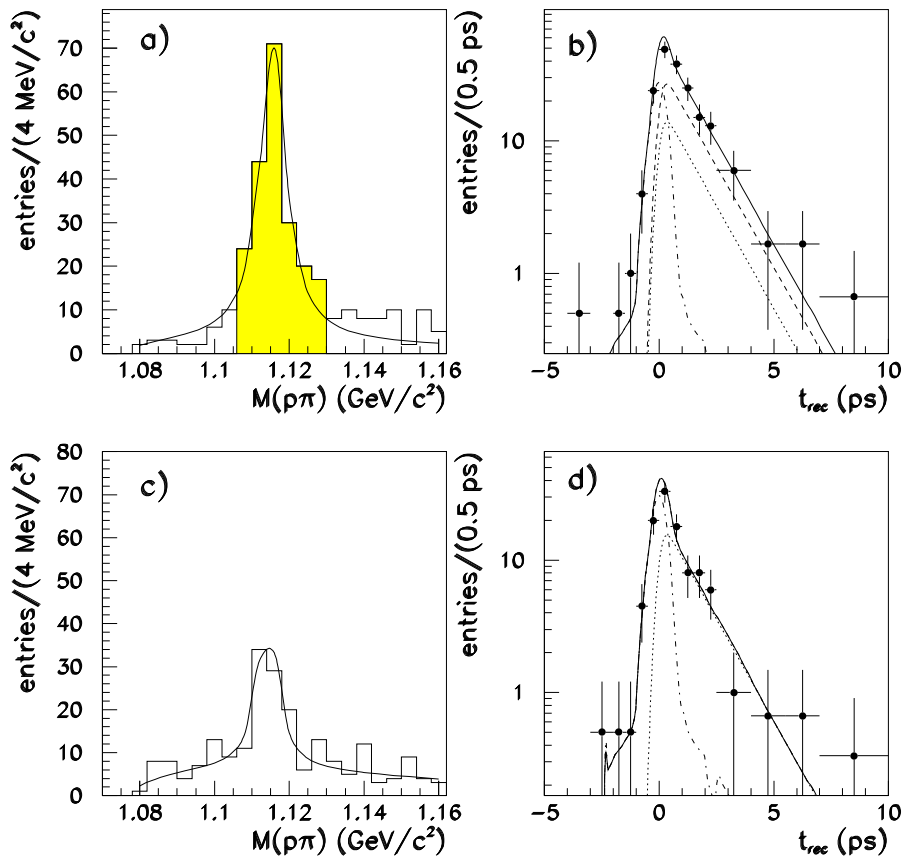 a)
entries/(4 MeV/c²)
70
60
50
40
30
20
10
0
1.08 1.1 1.12 1.14 1.16
M(pπ) (GeV/c²)
b)
entries/(0.5 ps)
10
1
-5 0 5 10
t_rec (ps)
c)
entries/(4 MeV/c²)
80
70
60
50
40
30
20
10
0
1.08 1.1 1.12 1.14 1.16
M(pπ) (GeV/c²)
d)
entries/(0.5 ps)
10
1
-5 0 5 10
t_rec (ps)